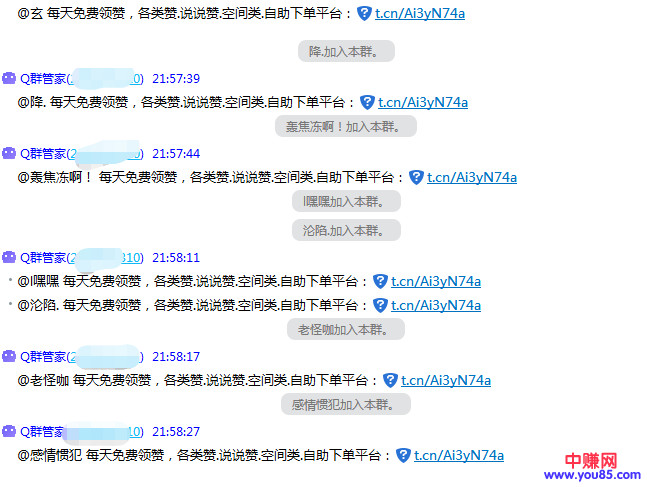 @玄 每天免费领赞，各类赞.说说赞.空间类.自助下单平台： t.cn/Ai3yN74a
降.加入本群。
Q群管家(2 0) 21:57:39
@降. 每天免费领赞，各类赞.说说赞.空间类.自助下单平台： t.cn/Ai3yN74a
轰焦冻啊！加入本群。
Q群管家(2 0) 21:57:44
@轰焦冻啊！ 每天免费领赞，各类赞.说说赞.空间类.自助下单平台： t.cn/Ai3yN74a
I嘿嘿加入本群。
沦陷.加入本群。
Q群管家(2 310) 21:58:11
@I嘿嘿 每天免费领赞，各类赞.说说赞.空间类.自助下单平台： t.cn/Ai3yN74a
@沦陷. 每天免费领赞，各类赞.说说赞.空间类.自助下单平台： t.cn/Ai3yN74a
老怪咖加入本群。
Q群管家(2 ) 21:58:17
@老怪咖 每天免费领赞，各类赞.说说赞.空间类.自助下单平台： t.cn/Ai3yN74a
感情惯犯加入本群。
Q群管家( 10) 21:58:27
@感情惯犯 每天免费领赞，各类赞.说说赞.空间类.自助下单平台： t.cn/Ai3yN74a
中赚网
www.you85.com